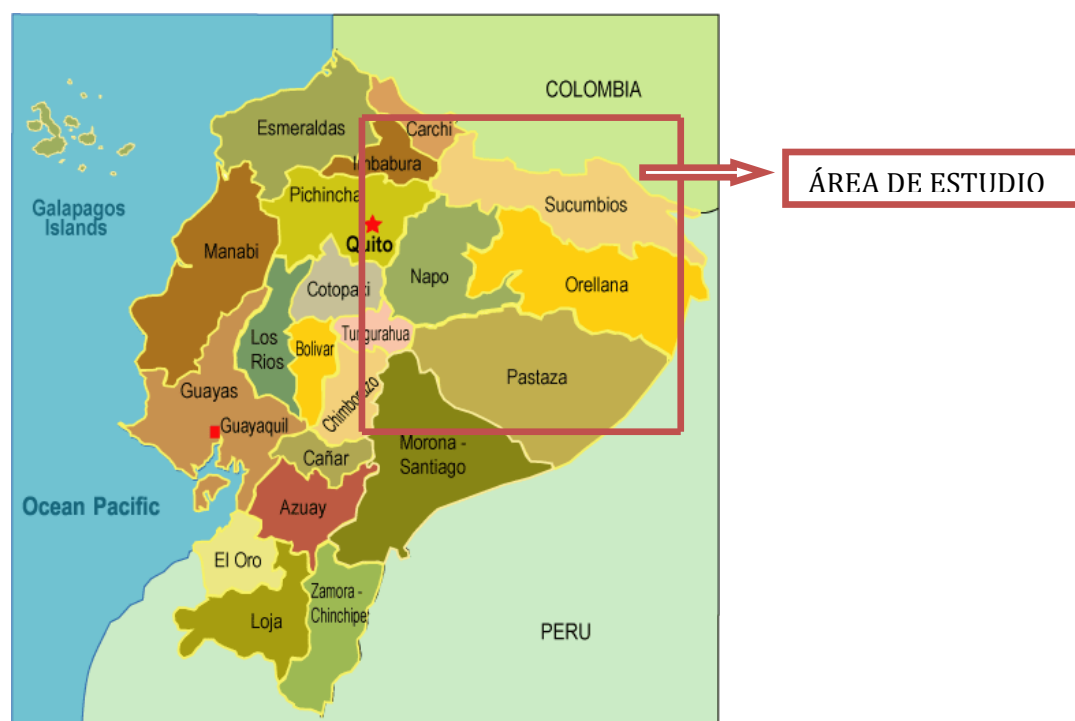 COLOMBIA
Esmeraldas
Carchi
Imbabura
ÁREA DE ESTUDIO
Pichincha
Galapagos
Islands
Sucumbios
Quito
Manabi
Napo
Cotopaxi
Orellana
Los
Rios
Bolivar
Tungurahua
Pastaza
Guayas
Chimborazo
Guayaquil
Morona -
Santiago
Cañar
Ocean Pacific
Azuay
El Oro
Zamora -
Chinchipe
Loja
PERU